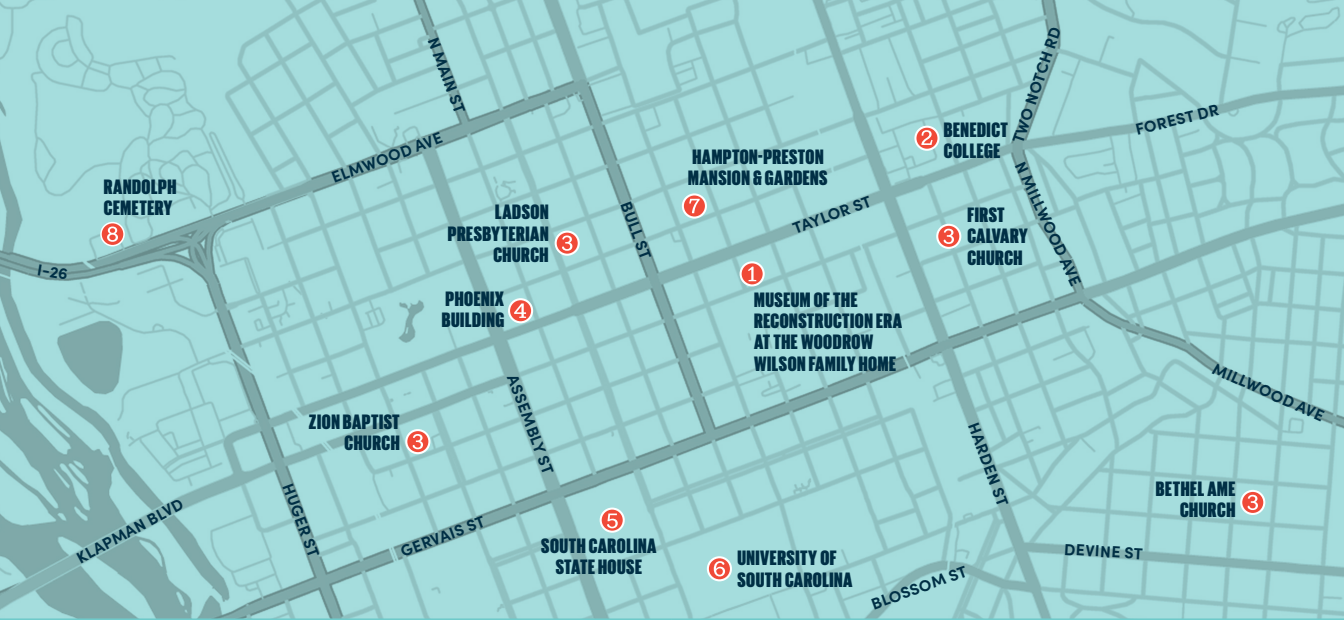 N MAIN ST
TWO NOTCH RD
FOREST DR
2
BENEDICT
COLLEGE
ELMWOOD AVE
HAMPTON-PRESTON
MANSION & GARDENS
7
RANDOLPH
CEMETERY
8
I-26
LADSON
PRESBYTERIAN
CHURCH
3
BULL ST
TAYLOR ST
N MILLWOOD AVE
3
FIRST
CALVARY
CHURCH
1
MUSEUM OF THE
RECONSTRUCTION ERA
AT THE WOODROW
WILSON FAMILY HOME
PHOENIX
BUILDING
4
MILLWOOD AVE
ASSEMBLY ST
ZION BAPTIST
CHURCH
3
HARDEN ST
BETHEL AME
CHURCH
3
KLAPMAN BLVD
HUGER ST
GERVAIS ST
5
SOUTH CAROLINA
STATE HOUSE
6
UNIVERSITY OF
SOUTH CAROLINA
DEVINE ST
BLOSSOM ST